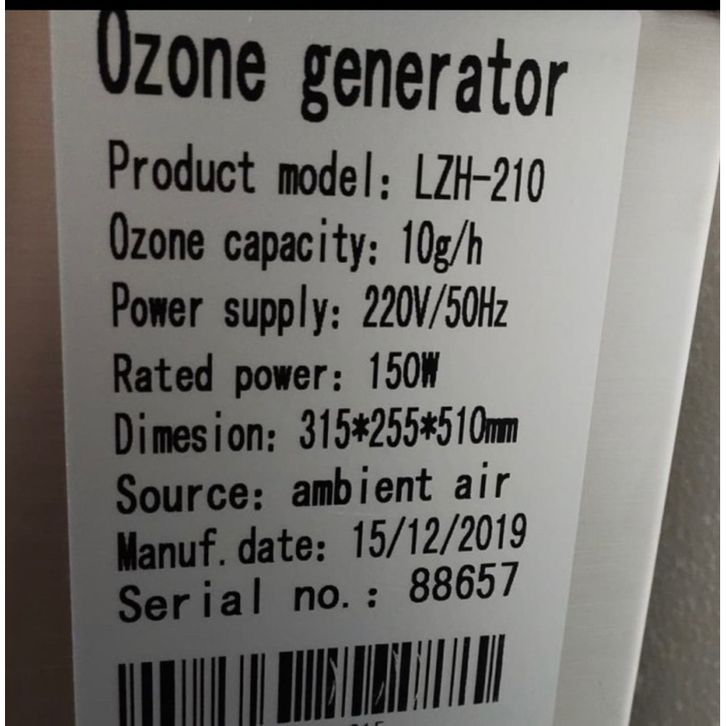 Ozone generator
Product model: LZH-210
Ozone capacity: 10g/h
Power supply: 220V/50Hz
Rated power: 150W
Dimesion: 315*255*510mm
Source: ambient air
Manuf.date: 15/12/2019
Serial no.: 88657